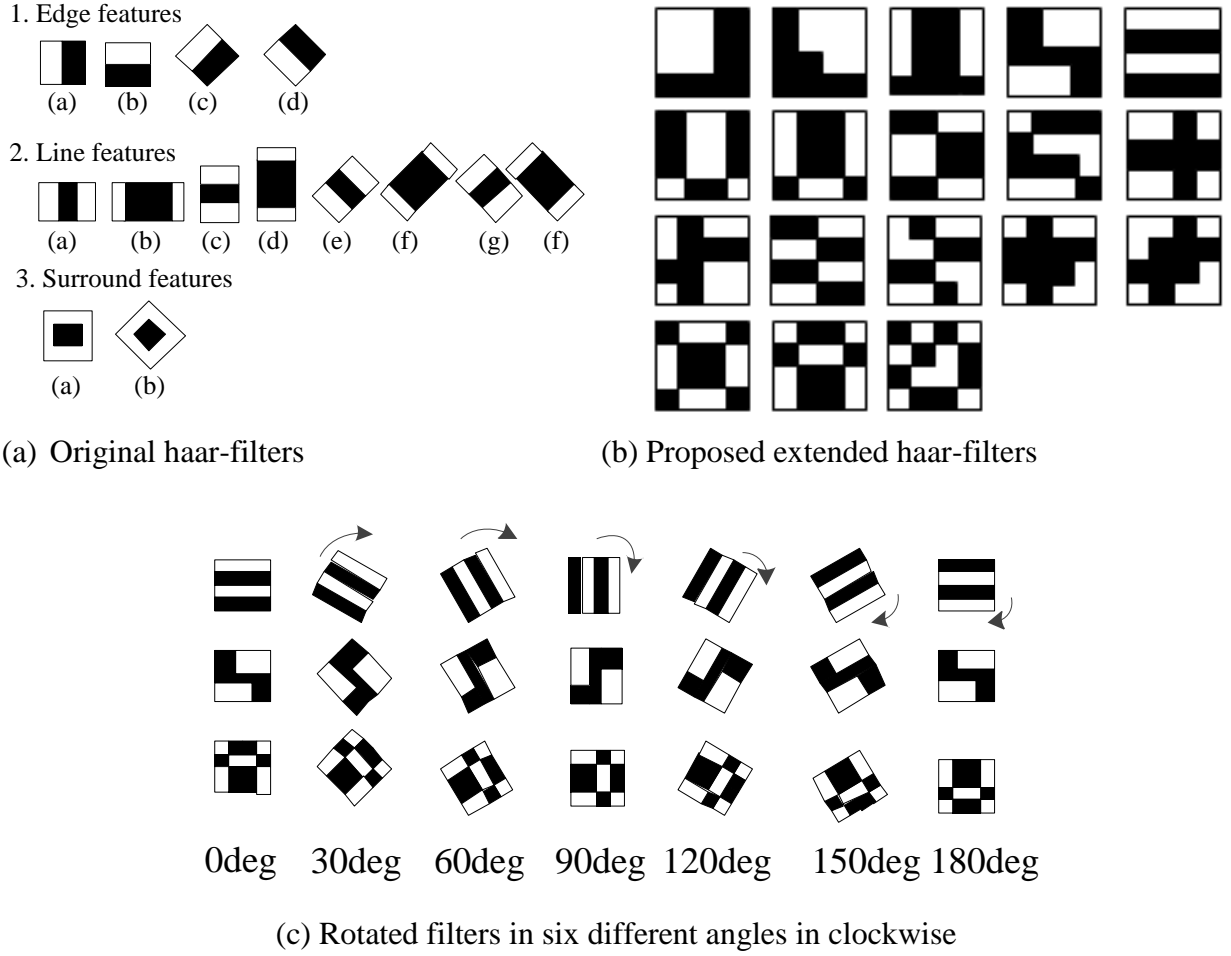 1. Edge features
(a) (b) (c) (d)
2. Line features
(a) (b) (c) (d) (e) (f) (g) (f)
3. Surround features
(a) (b)
(a) Original haar-filters
(b) Proposed extended haar-filters
0deg 30deg 60deg 90deg 120deg 150deg 180deg
(c) Rotated filters in six different angles in clockwise